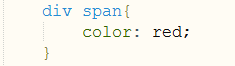 div span{
    color: red;
}